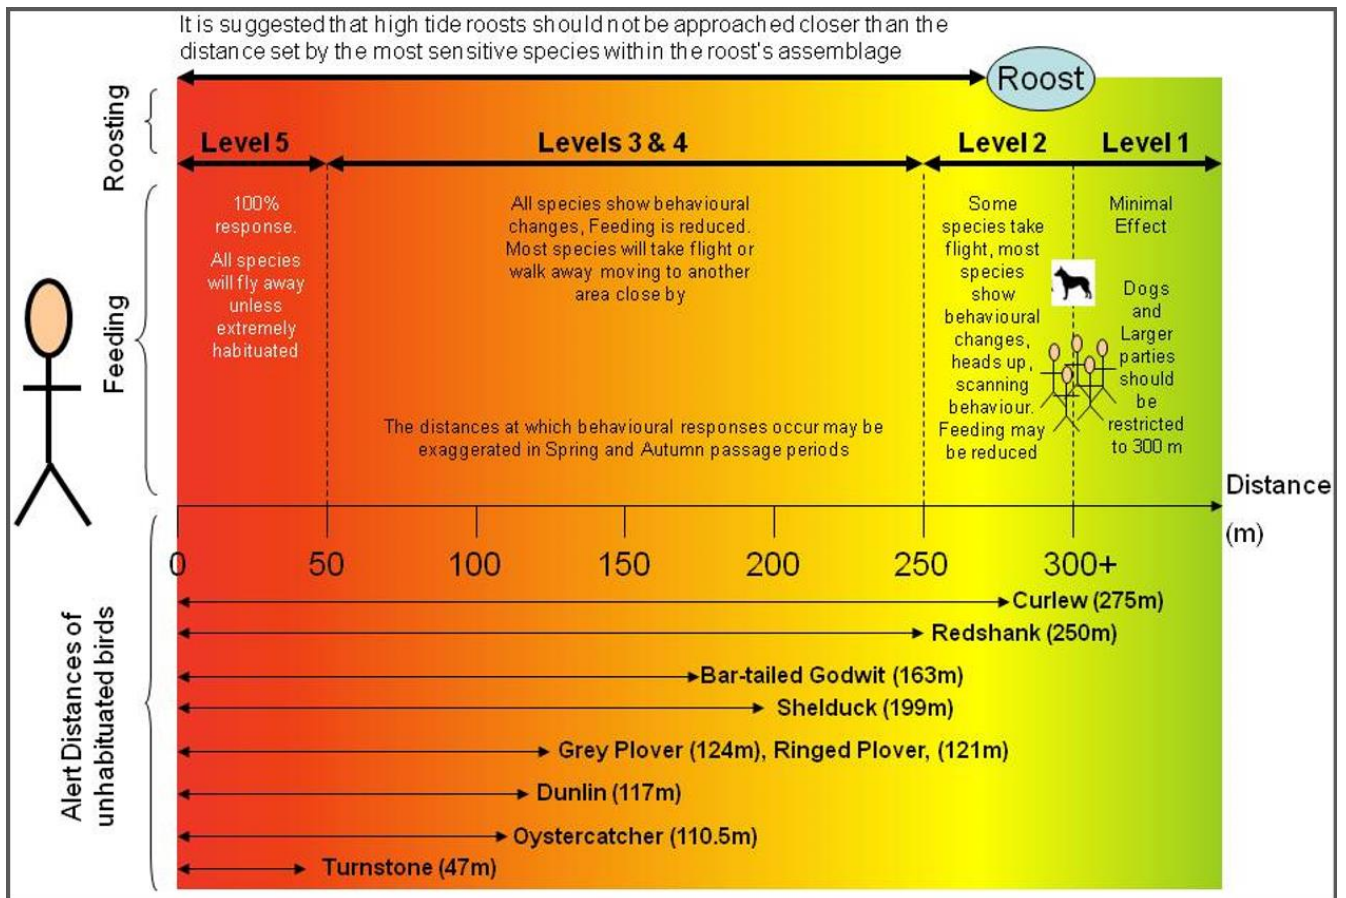 It is suggested that high tide roosts should not be approached closer than the
distance set by the most sensitive species within the roost's assemblage
Roost
Roosting
Level 5
Levels 3 & 4
Level 2
Level 1
Feeding
100%
response.
All species
will fly away
unless
extremely
habituated
All species show behavioural
changes, Feeding is reduced.
Most species will take flight or
walk away moving to another
area close by
The distances at which behavioural responses occur may be
exaggerated in Spring and Autumn passage periods
Some
species take
flight, most
species
show
behavioural
changes,
heads up,
scanning
behaviour.
Feeding may
be reduced
Minimal
Effect
Dogs
and
Larger
parties
should
be
restricted
to 300 m
Distance
(m)
0 50 100 150 200 250 300+
Alert Distances of
unhabituated birds
Curlew (275m)
Redshank (250m)
Bar-tailed Godwit (163m)
Shelduck (199m)
Grey Plover (124m), Ringed Plover, (121m)
Dunlin (117m)
Oystercatcher (110.5m)
Turnstone (47m)